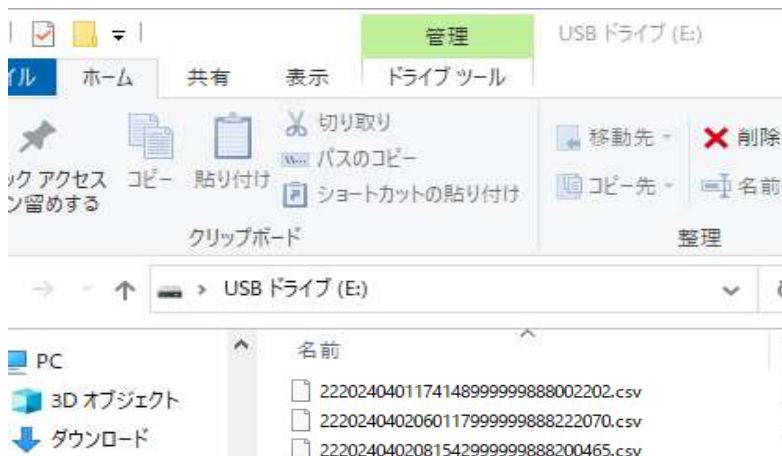 管理
USB ドライブ (E:)
イル
ホーム
共有
表示
ドライブ ツール
ック アクセス
ン留めする
コピー
貼り付け
切り取り
パスのコピー
ショートカットの貼り付け
移動先
コピー先
削除
名前
クリップボード
整理
USB ドライブ (E:)
PC
3D オブジェクト
ダウンロード
名前
22202404011741489999998880022​02.csv
2220240402060117999999888222070.csv
2220240402081542999999888200465.csv